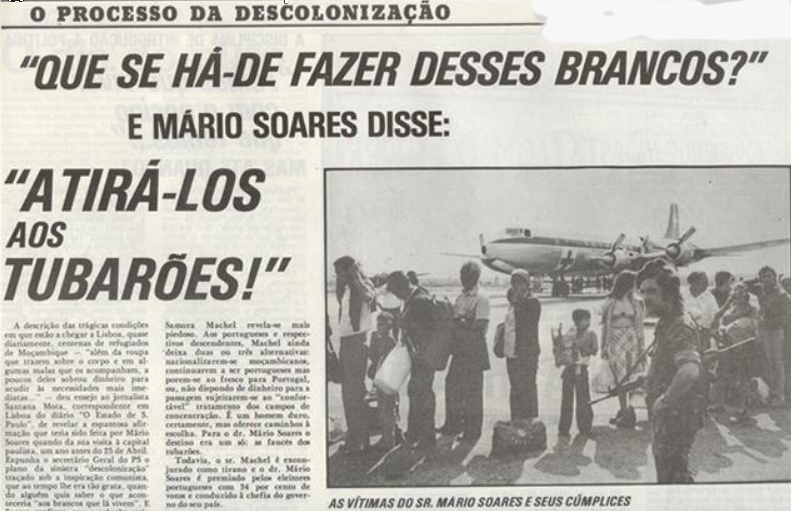 O PROCESSO DA DESCOLONIZAÇÃO
"QUE SE HÁ-DE FAZER DESSES BRANCOS?"
E MÁRIO SOARES DISSE:
"ATIRÁ-LOS
AOS
TUBARÕES!"
A descrição das trágicas condições
em que estão a chegar a Lisboa, quase
diariamente, centenas de refugiados
de Moçambique — "além da roupa
que trazem sobre o corpo e em al-
gumas malas que os acompanham, a
poucos deles sobrou dinheiro para
acudir às necessidades mais ime-
diatas..." — deu ensejo ao jornalista
Santana Mota, correspondente em
Lisboa do diário "O Estado de S.
Paulo", de revelar a espantosa afir-
mação que teria sido feita por Mário
Soares quando da sua visita à capital
paulista, um ano antes do 25 de Abril.
Expunha o secretário Geral do PS o
plano da sinistra "descolonização"
traçado sob a inspiração comunista,
que ao tempo lhe era tão grata, quan-
do alguém quis saber o que acon-
teceria "aos brancos que lá vivem". E
Samora Machel revela-se mais
piedoso. Aos portugueses e respec-
tivos descendentes, Machel ainda
deixa duas ou três alternativas:
nacionalizarem-se moçambicanos,
continuarem a ser portugueses mas
porem-se ao fresco para Portugal,
ou, não dispondo de dinheiro para a
passagem sujeitarem-se ao "confor-
tável" tratamento dos campos de
concentração. É um homem duro,
certamente, mas oferece caminhos à
escolha. Para o dr. Mário Soares o
destino era um só: as fauces dos
tubarões.
Todavia, o sr. Machel é excon-
jurado como tirano e o dr. Mário
Soares é premiado pelos eleitores
portugueses com 34 por cento de
votos e conduzido à chefia do gover-
no do seu país.
AS VÍTIMAS DO SR. MÁRIO SOARES E SEUS CÚMPLICES